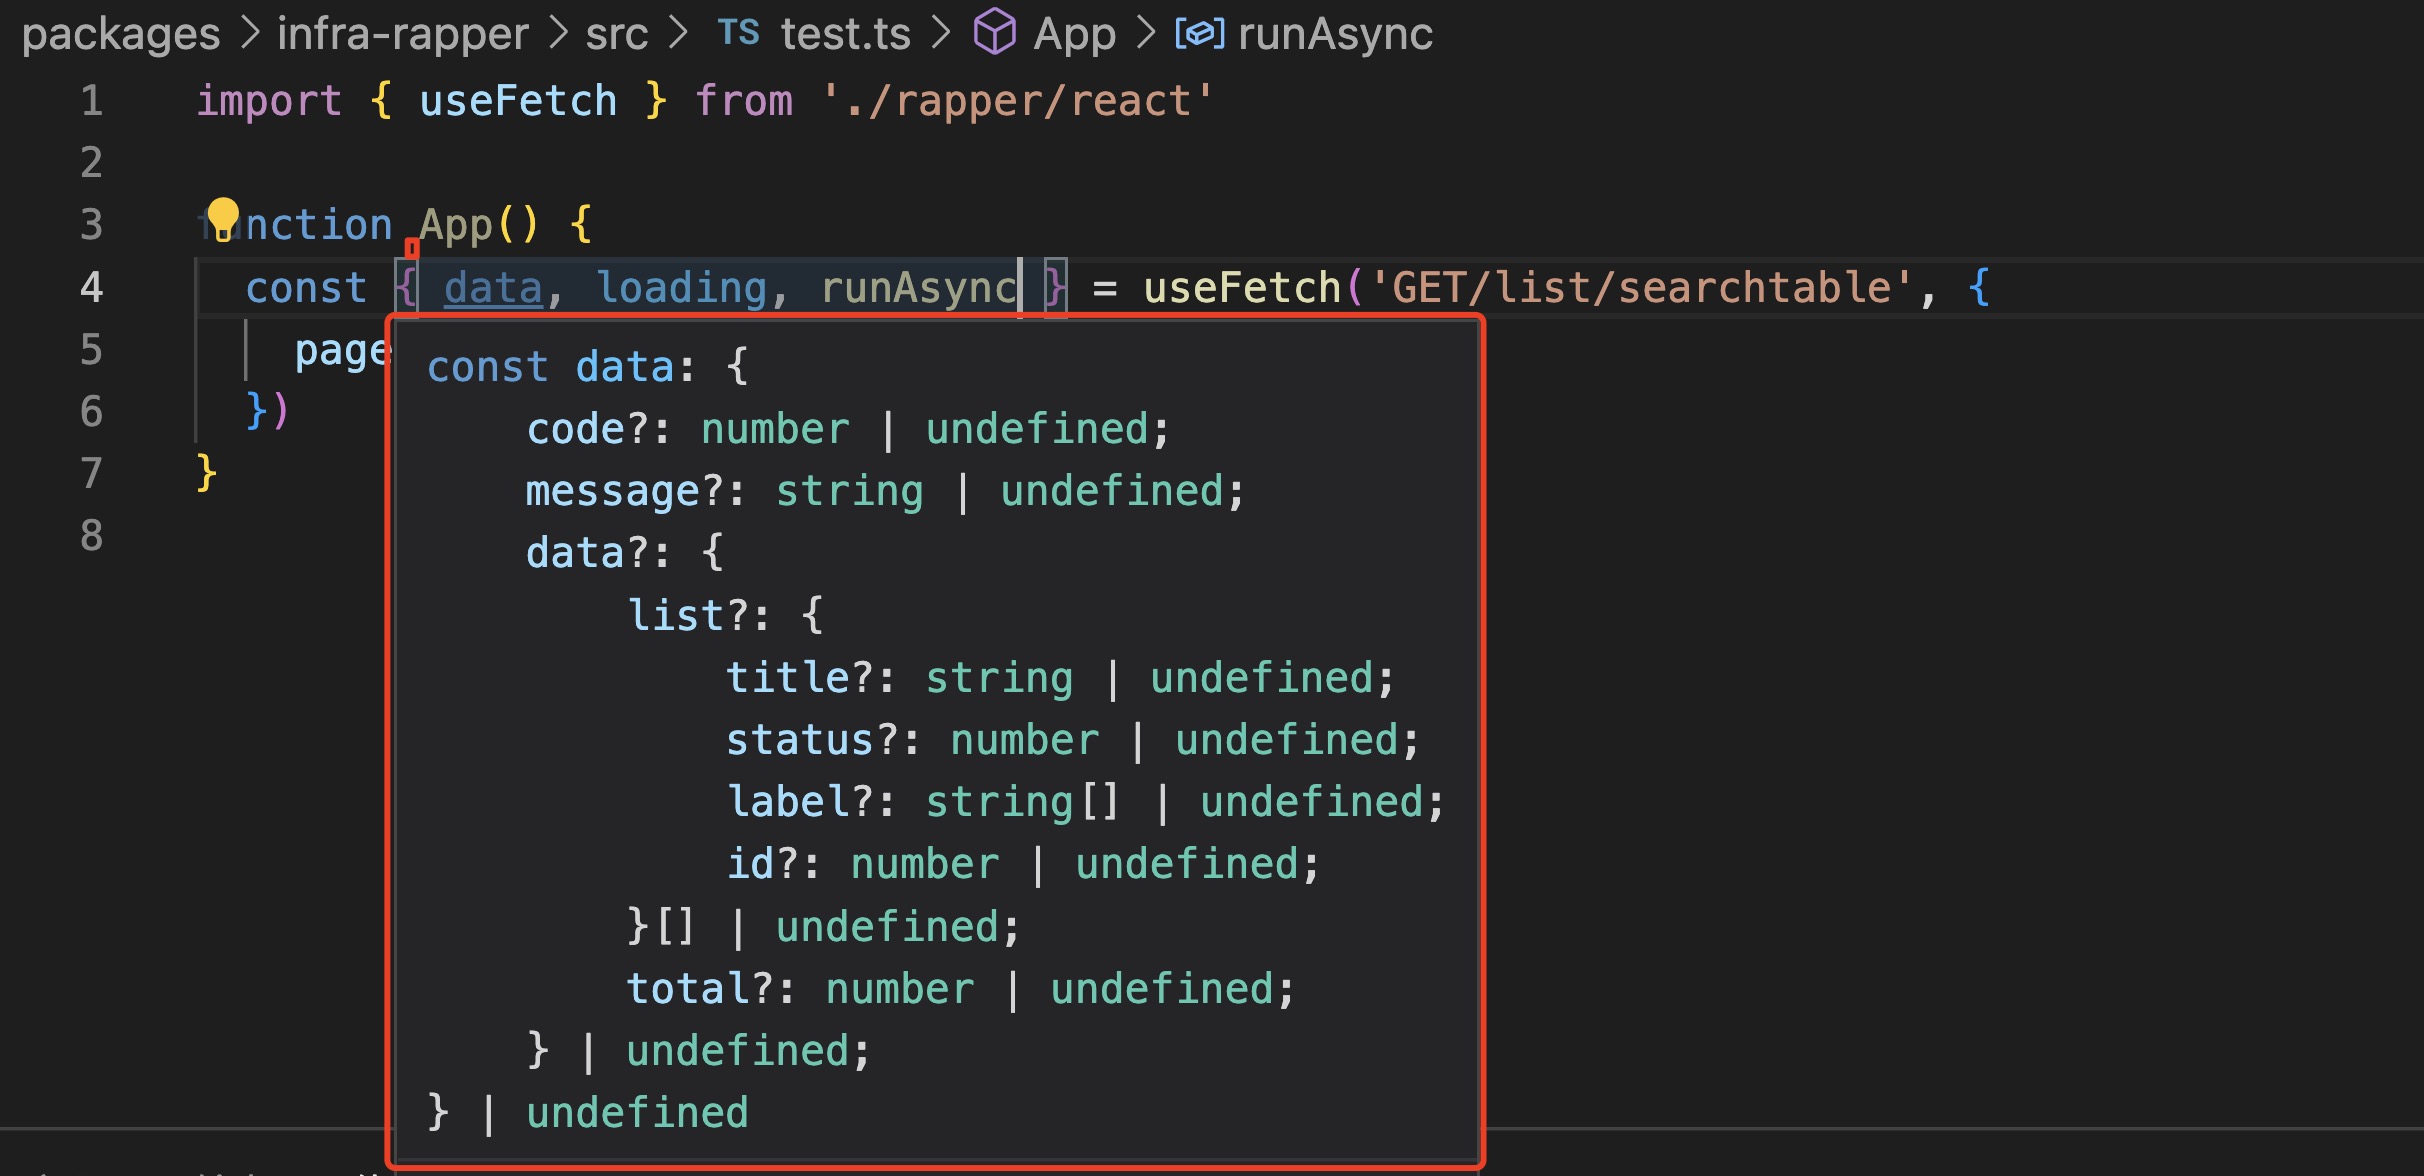 packages > infra-rapper > src > TS test.ts > App > runAsync
1 import { useFetch } from './rapper/react'
2
3 function App() {
4 const { data, loading, runAsync } = useFetch('GET/list/searchtable', {
5 page
6 })
7 }
8
const data: {
code?: number | undefined;
message?: string | undefined;
data?: {
list?: {
title?: string | undefined;
status?: number | undefined;
label?: string[] | undefined;
id?: number | undefined;
}[] | undefined;
total?: number | undefined;
} | undefined;
} | undefined